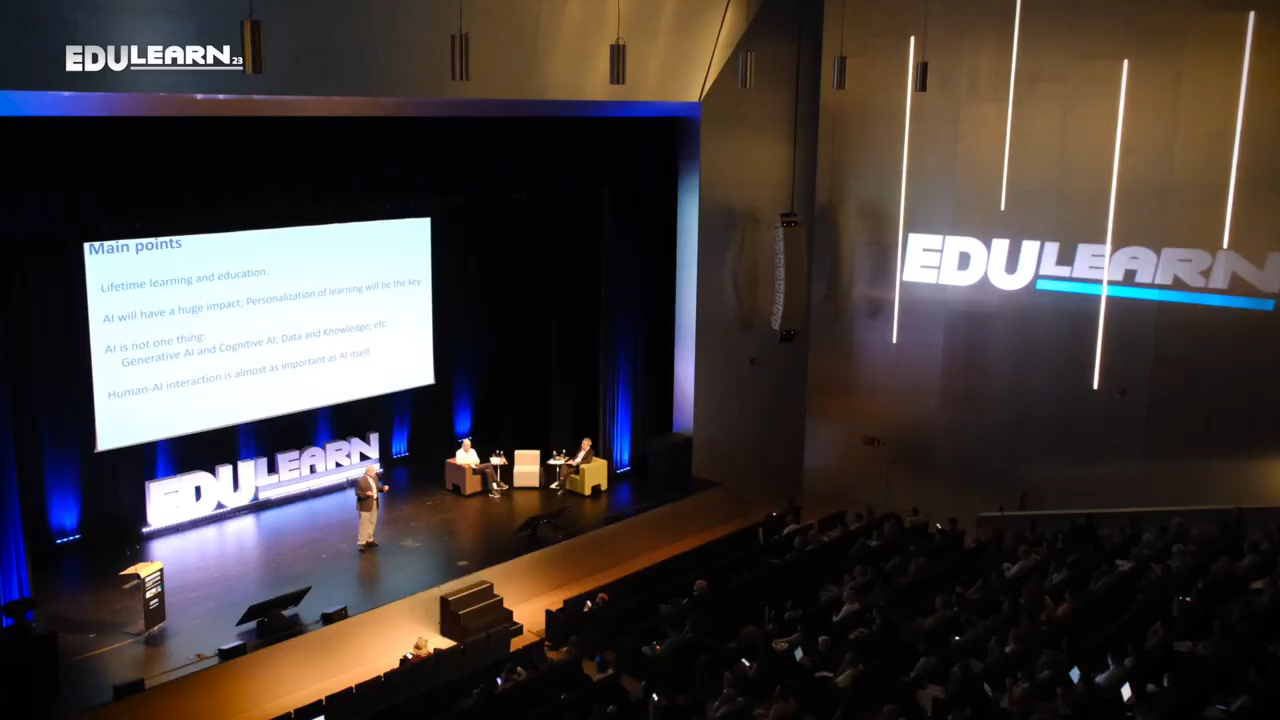 EDULEARN23
Main points
Lifetime learning and education.
AI will have a huge impact; Personalization of learning will be the key.
AI is not one thing:
Generative AI and Cognitive AI; Data and Knowledge; etc.
Human-AI interaction is almost as important as AI itself
EDULEARN
EDULEARN